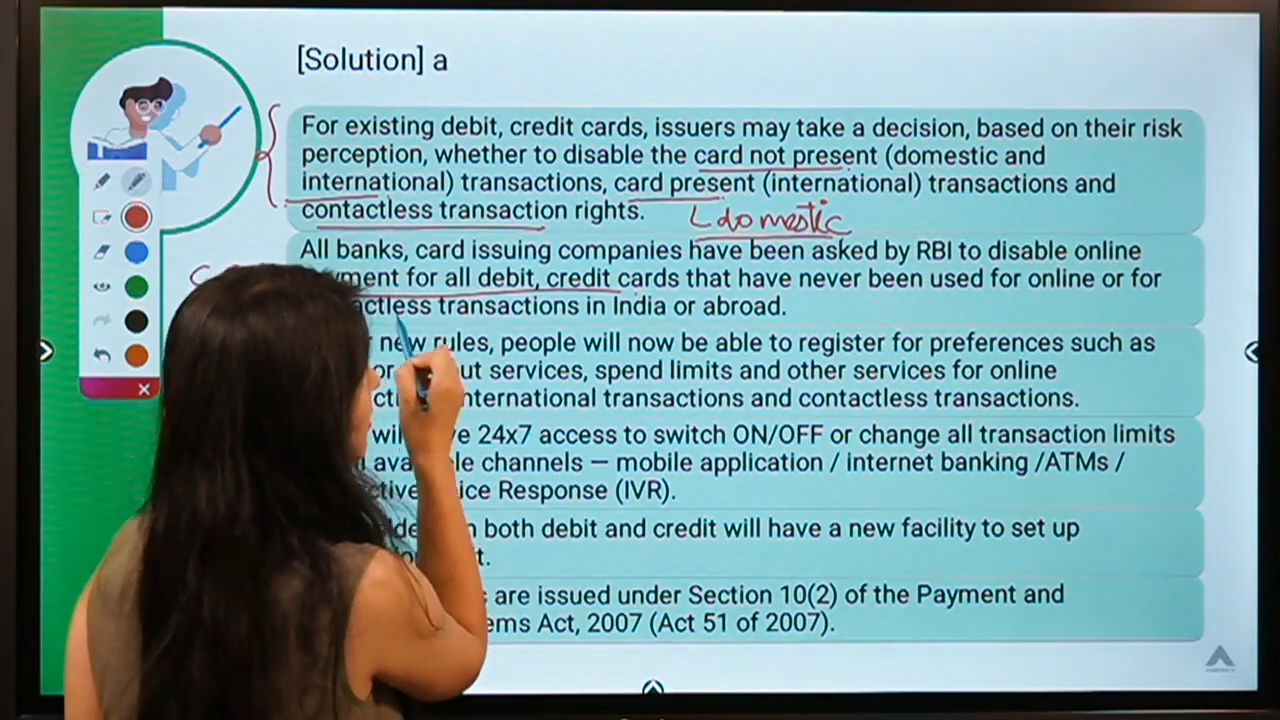 [Solution] a
For existing debit, credit cards, issuers may take a decision, based on their risk
perception, whether to disable the card not present (domestic and
international) transactions, card present (international) transactions and
contactless transaction rights.
domestic
All banks, card issuing companies have been asked by RBI to disable online
ment for all debit, credit cards that have never been used for online or for
actless transactions in India or abroad.
new rules, people will now be able to register for preferences such as
ut services, spend limits and other services for online
nternational transactions and contactless transactions.
24x7 access to switch ON/OFF or change all transaction limits
le channels – mobile application / internet banking /ATMs /
ice Response (IVR).
both debit and credit will have a new facility to set up
t.
are issued under Section 10(2) of the Payment and
ems Act, 2007 (Act 51 of 2007).